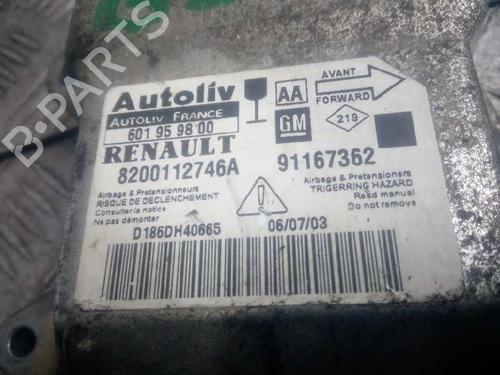 B-PARTS
Autoliv
AUTOLIV FRANCE
601 95 98 00
RENAULT
8200112746A
Airbags & Pretensionneurs
RISQUE DE DECLENCHEMENT
Consulter la notice
Ne pas démonter
AA
GM
AVANT
FORWARD
219
91167362
Airbag & Pretensioners
TRIGERRING HAZARD
Read manual
Do not remove
D186DH40665
06/07/03